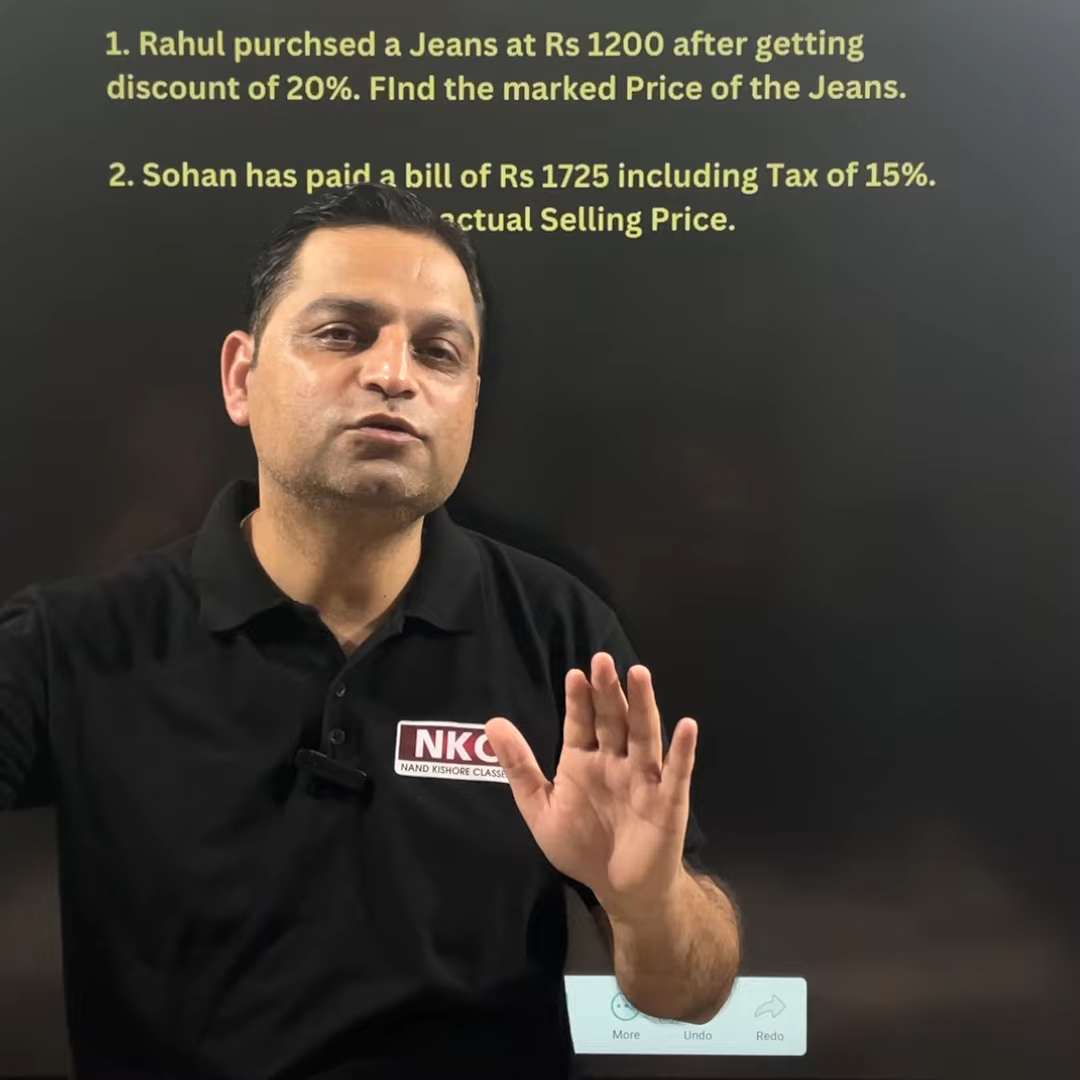 1. Rahul purchsed a Jeans at Rs 1200 after getting
discount of 20%. FInd the marked Price of the Jeans.
2. Sohan has paid a bill of Rs 1725 including Tax of 15%.
actual Selling Price.
NKC
NAND KISHORE CLASSE
More
Undo
Redo